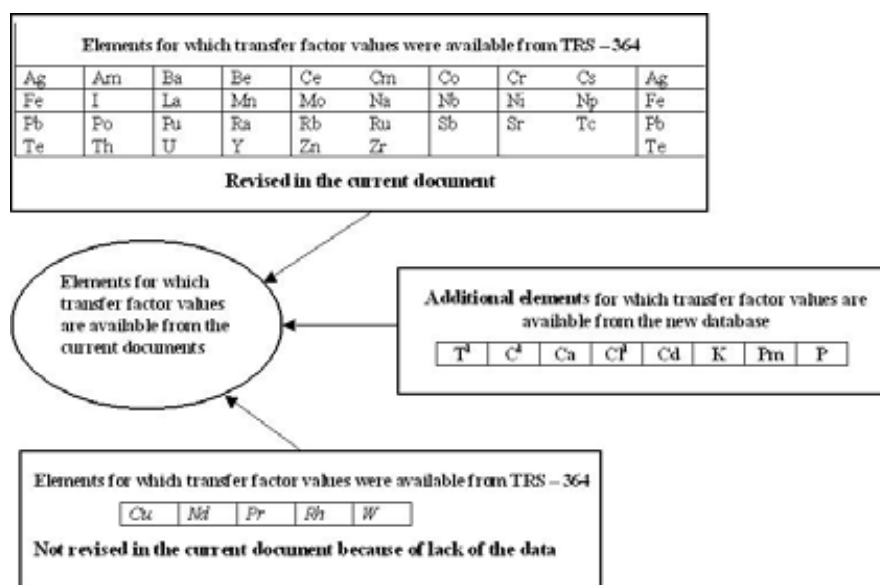 Elements for which transfer factor values were available from TRS – 364
Ag Am Ba Be Ce Cm Co Cr Cs Ag
Fe I La Mn Mo Na Nb Ni Np Fe
Pb Po Pu Ra Rb Ru Sb Sr Tc Pb
Te Th U Y Zn Zr Te
Revised in the current document
Elements for which
transfer factor values
are available from the
current documents
Additional elements for which transfer factor values are
available from the new database
T¹ C¹ Ca Cl¹ Cd K Pm P
Elements for which transfer factor values were available from TRS – 364
Cu Nd Pr Rh W
Not revised in the current document because of lack of the data